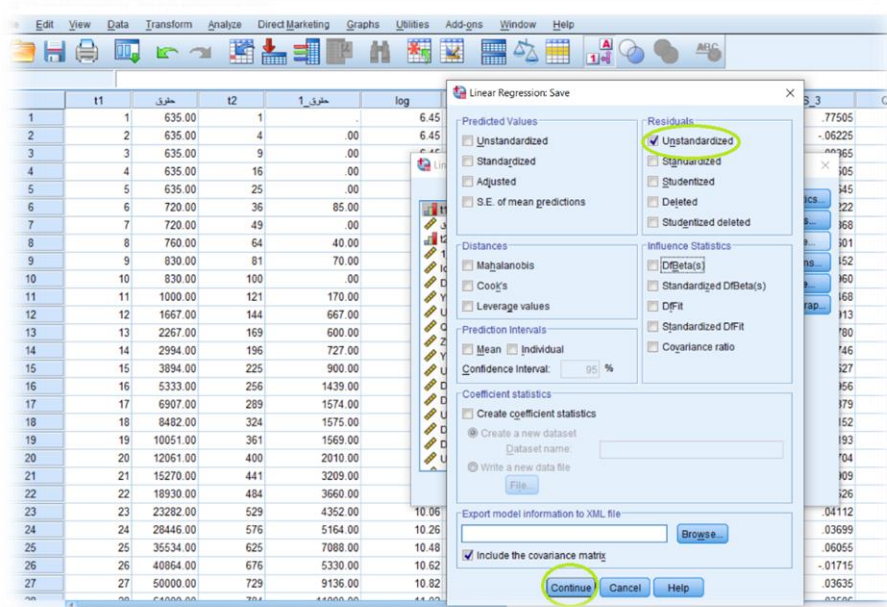 Edit View Data Transform Analyze Direct Marketing Graphs Utilities Add-ons Window Help
t1 حقوق t2 حقوق_1 log S_3
1 1 635.00 1 . 6.45 .77505
2 2 635.00 4 .00 6.45 -.06225
3 3 635.00 9 .00
4 4 635.00 16 .00
5 5 635.00 25 .00
6 6 720.00 36 85.00
7 7 720.00 49 .00
8 8 760.00 64 40.00
9 9 830.00 81 70.00
10 10 830.00 100 .00
11 11 1000.00 121 170.00
12 12 1667.00 144 667.00
13 13 2267.00 169 600.00
14 14 2994.00 196 727.00
15 15 3894.00 225 900.00
16 16 5333.00 256 1439.00
17 17 6907.00 289 1574.00
18 18 8482.00 324 1575.00
19 19 10051.00 361 1569.00
20 20 12061.00 400 2010.00
21 21 15270.00 441 3209.00
22 22 18930.00 484 3660.00
23 23 23282.00 529 4352.00 10.06 .04112
24 24 28446.00 576 5164.00 10.26 .03699
25 25 35534.00 625 7088.00 10.48 .06055
26 26 40864.00 676 5330.00 10.62 -.01715
27 27 50000.00 729 9136.00 10.82 .03635
Linear Regression: Save
Predicted Values
Unstandardized
Standardized
Adjusted
S.E. of mean predictions
Residuals
Unstandardized
Standardized
Studentized
Deleted
Studentized deleted
Distances
Mahalanobis
Cook's
Leverage values
Influence Statistics
DfBeta(s)
Standardized DfBeta(s)
DfFit
Standardized DfFit
Covariance ratio
Prediction Intervals
Mean Individual
Confidence Interval: 95 %
Coefficient statistics
Create coefficient statistics
Create a new dataset
Dataset name:
Write a new data file
File...
Export model information to XML file
Browse...
Include the covariance matrix
Continue Cancel Help